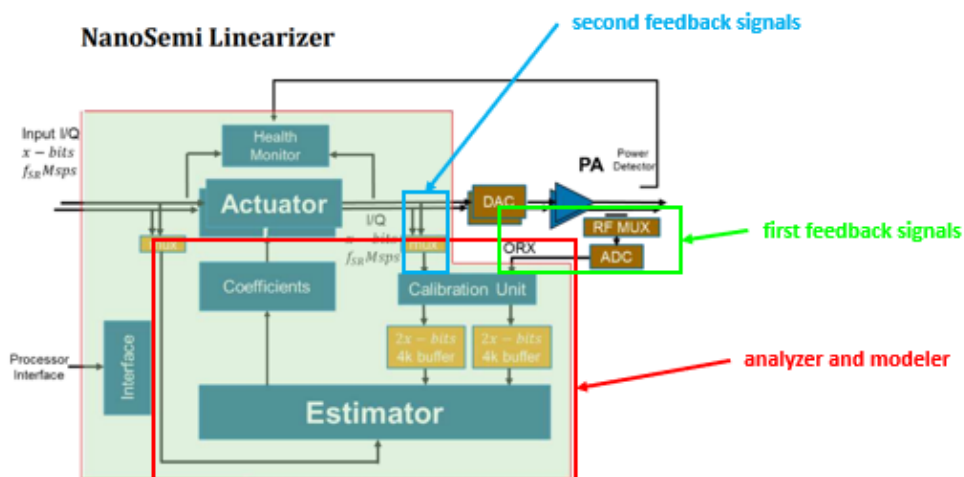 second feedback signals
NanoSemi Linearizer
Input I/Q
x − bits
f_SR Msps
Health
Monitor
PA
Power
Detector
Actuator
DAC
I/Q
x − bits
f_SR Msps
mux
mux
RF MUX
ORX
ADC
first feedback signals
Coefficients
Calibration Unit
2x − bits
4k buffer
2x − bits
4k buffer
Processor
Interface
Interface
analyzer and modeler
Estimator